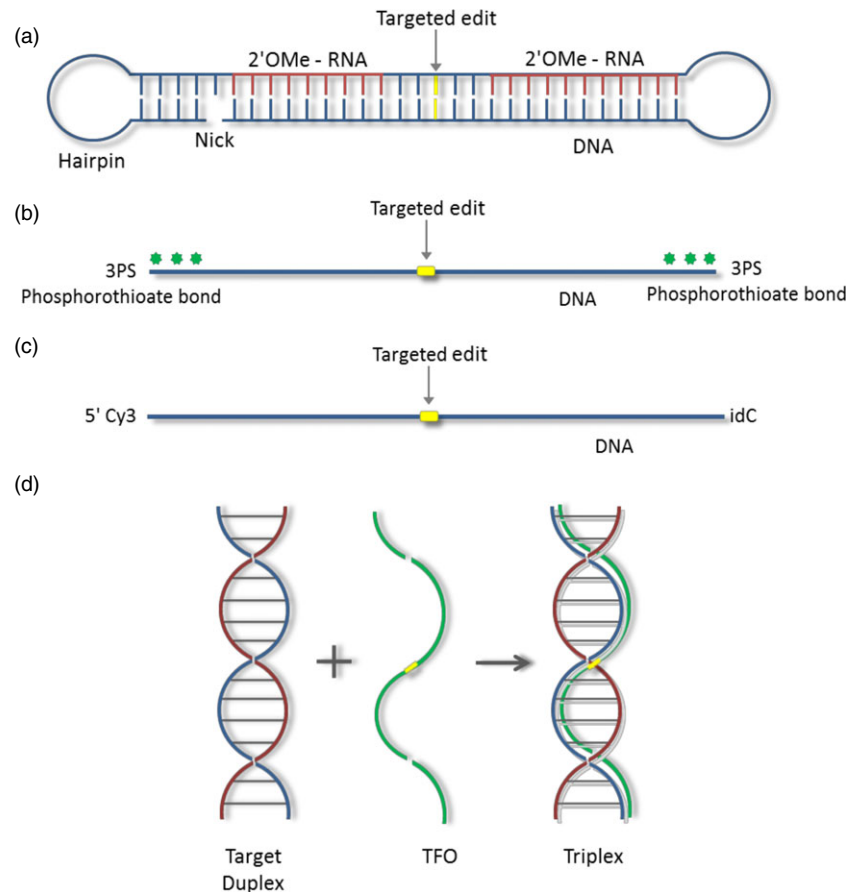 (a)
Targeted edit
2'OMe - RNA 2'OMe - RNA
Nick
DNA
Hairpin
(b)
Targeted edit
3PS 3PS
Phosphorothioate bond DNA Phosphorothioate bond
(c)
Targeted edit
5' Cy3 idC
DNA
(d)
Target
Duplex
TFO
Triplex